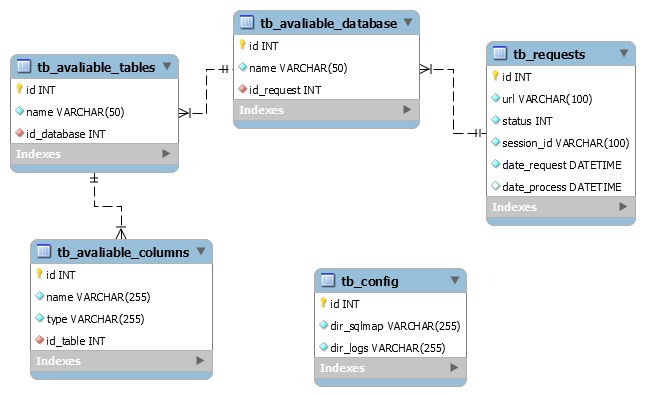 tb_avaliable_database
id INT
name VARCHAR(50)
id_request INT
Indexes
tb_requests
id INT
url VARCHAR(100)
status INT
session_id VARCHAR(100)
date_request DATETIME
date_process DATETIME
Indexes
tb_avaliable_tables
id INT
name VARCHAR(50)
id_database INT
Indexes
tb_avaliable_columns
id INT
name VARCHAR(255)
type VARCHAR(255)
id_table INT
Indexes
tb_config
id INT
dir_sqlmap VARCHAR(255)
dir_logs VARCHAR(255)
Indexes